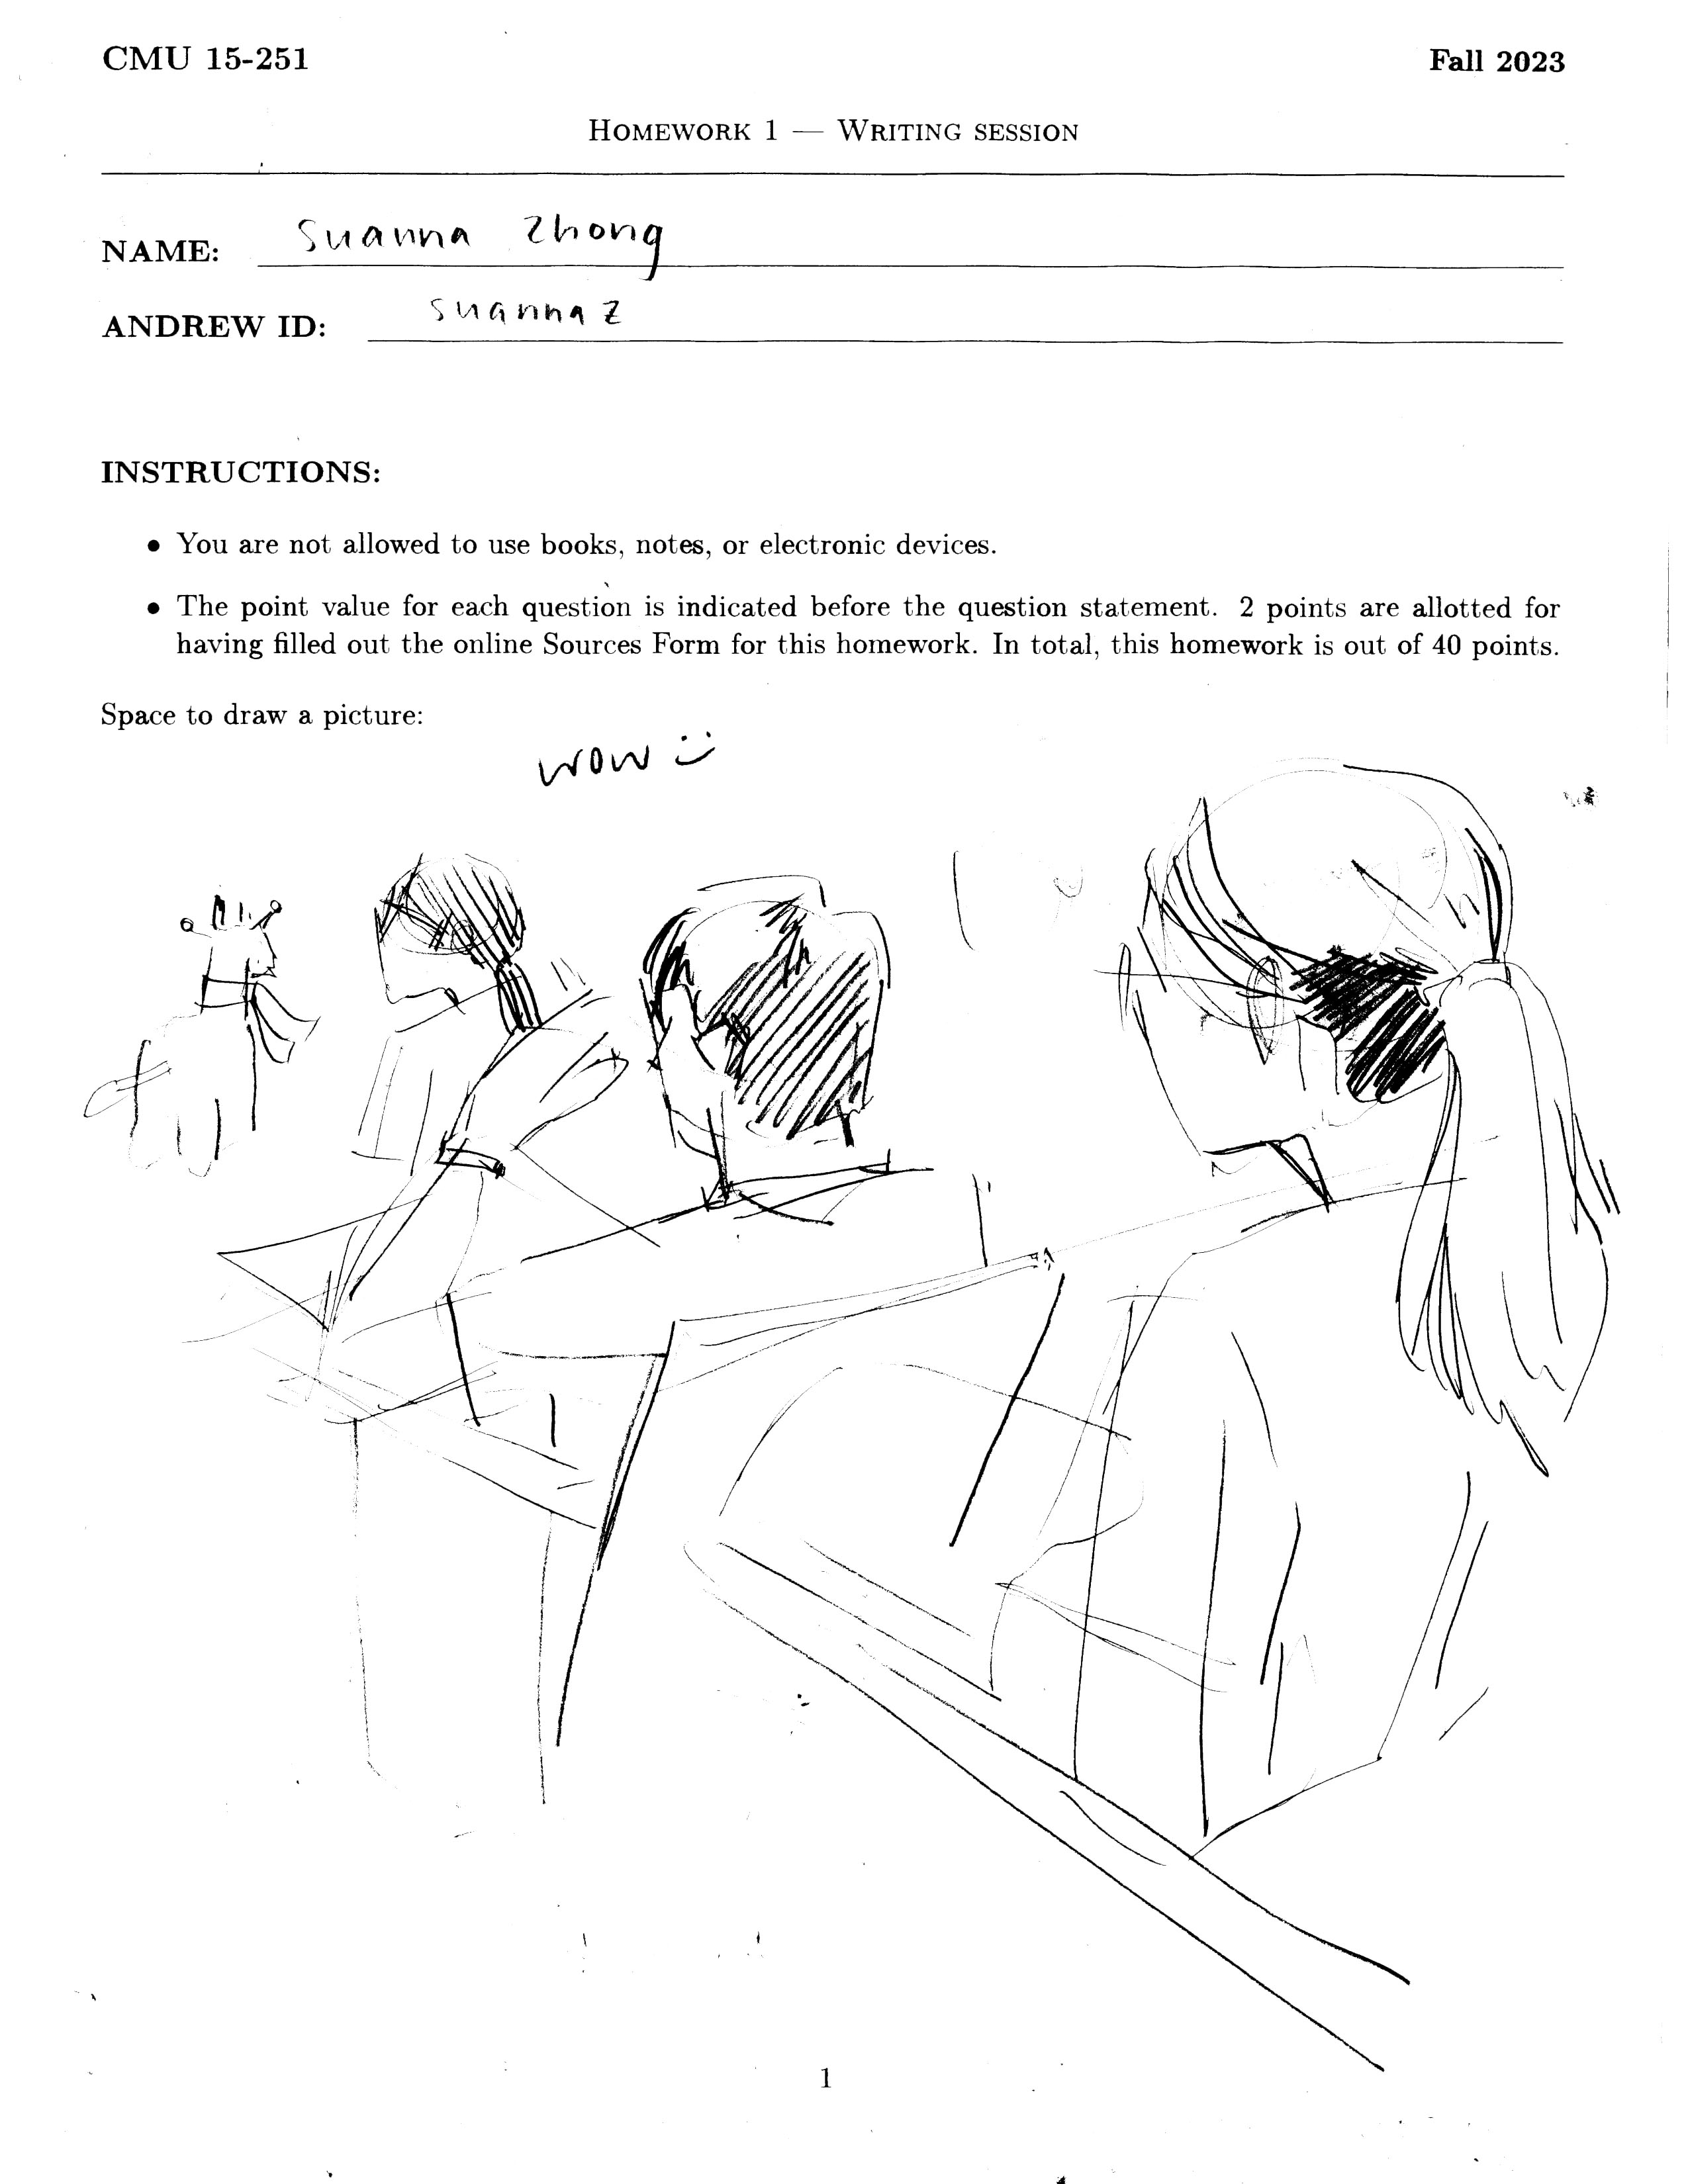 CMU 15-251
Fall 2023
HOMEWORK 1 — WRITING SESSION
NAME: Suanna Zhong
ANDREW ID: suannaz
INSTRUCTIONS:
• You are not allowed to use books, notes, or electronic devices.
• The point value for each question is indicated before the question statement. 2 points are allotted for
having filled out the online Sources Form for this homework. In total, this homework is out of 40 points.
Space to draw a picture:
wow :)
1